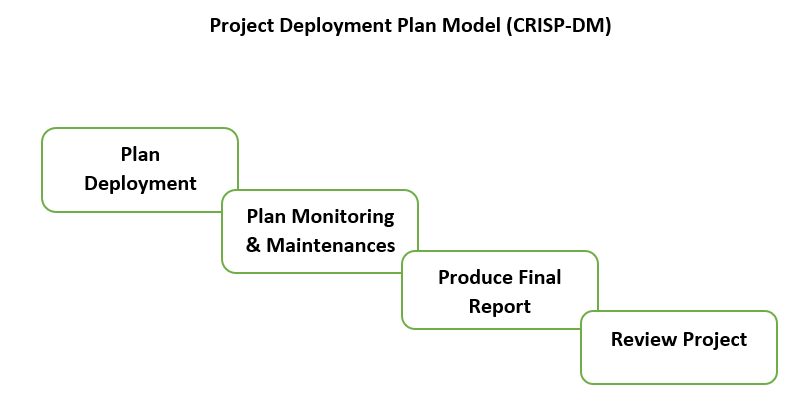 Project Deployment Plan Model (CRISP-DM)
Plan
Deployment
Plan Monitoring
& Maintenances
Produce Final
Report
Review Project